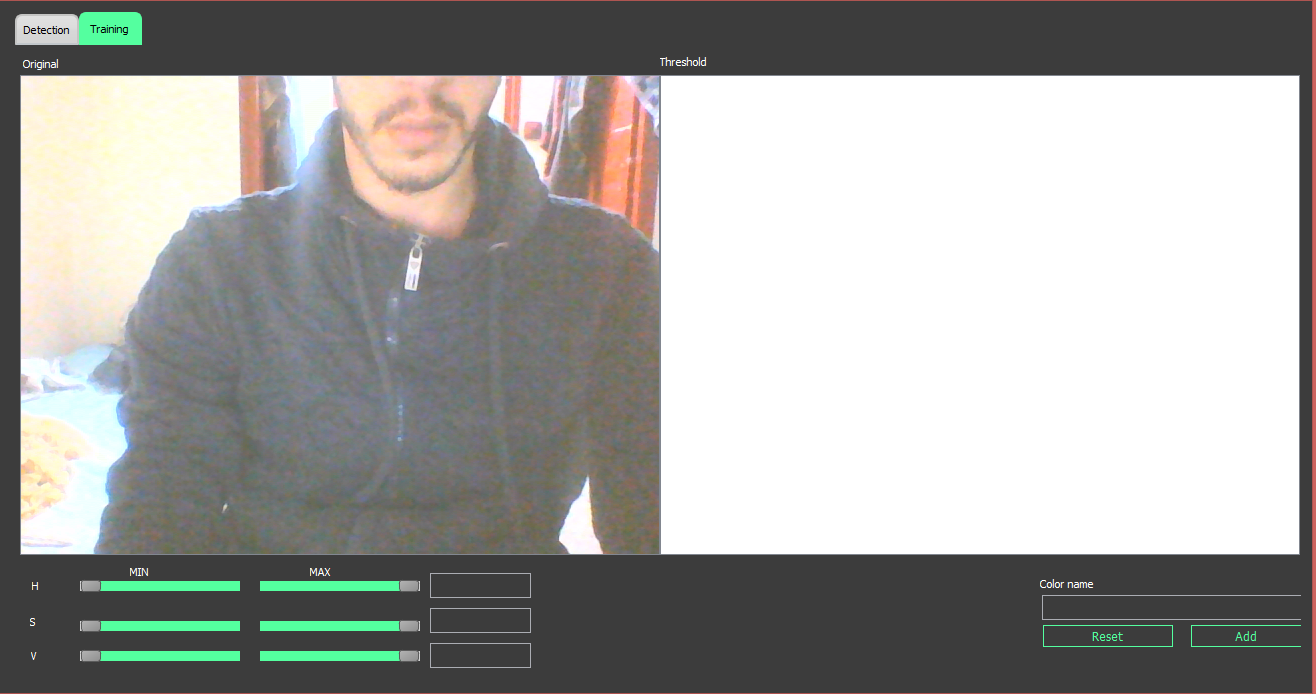 Detection Training
Original Threshold
MIN MAX
H
S
V
Color name
Reset Add